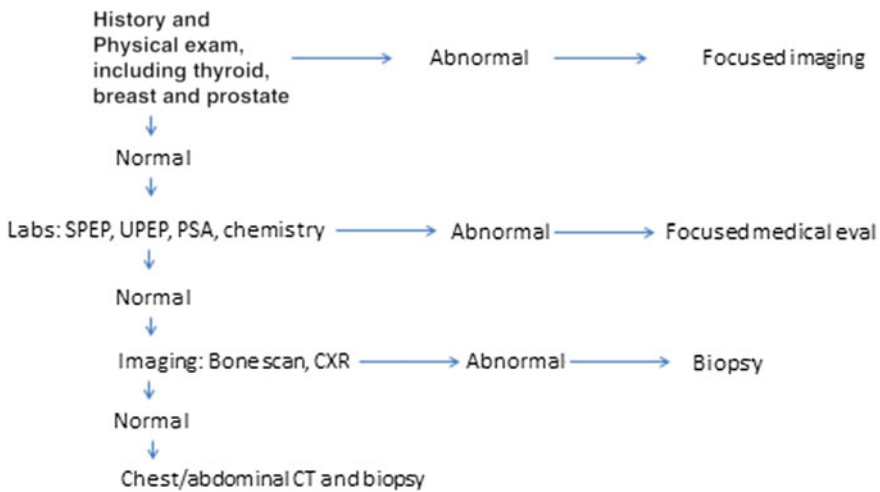 History and
Physical exam,
including thyroid,
breast and prostate
Abnormal
Focused imaging
Normal
Labs: SPEP, UPEP, PSA, chemistry
Abnormal
Focused medical eval
Normal
Imaging: Bone scan, CXR
Abnormal
Biopsy
Normal
Chest/abdominal CT and biopsy